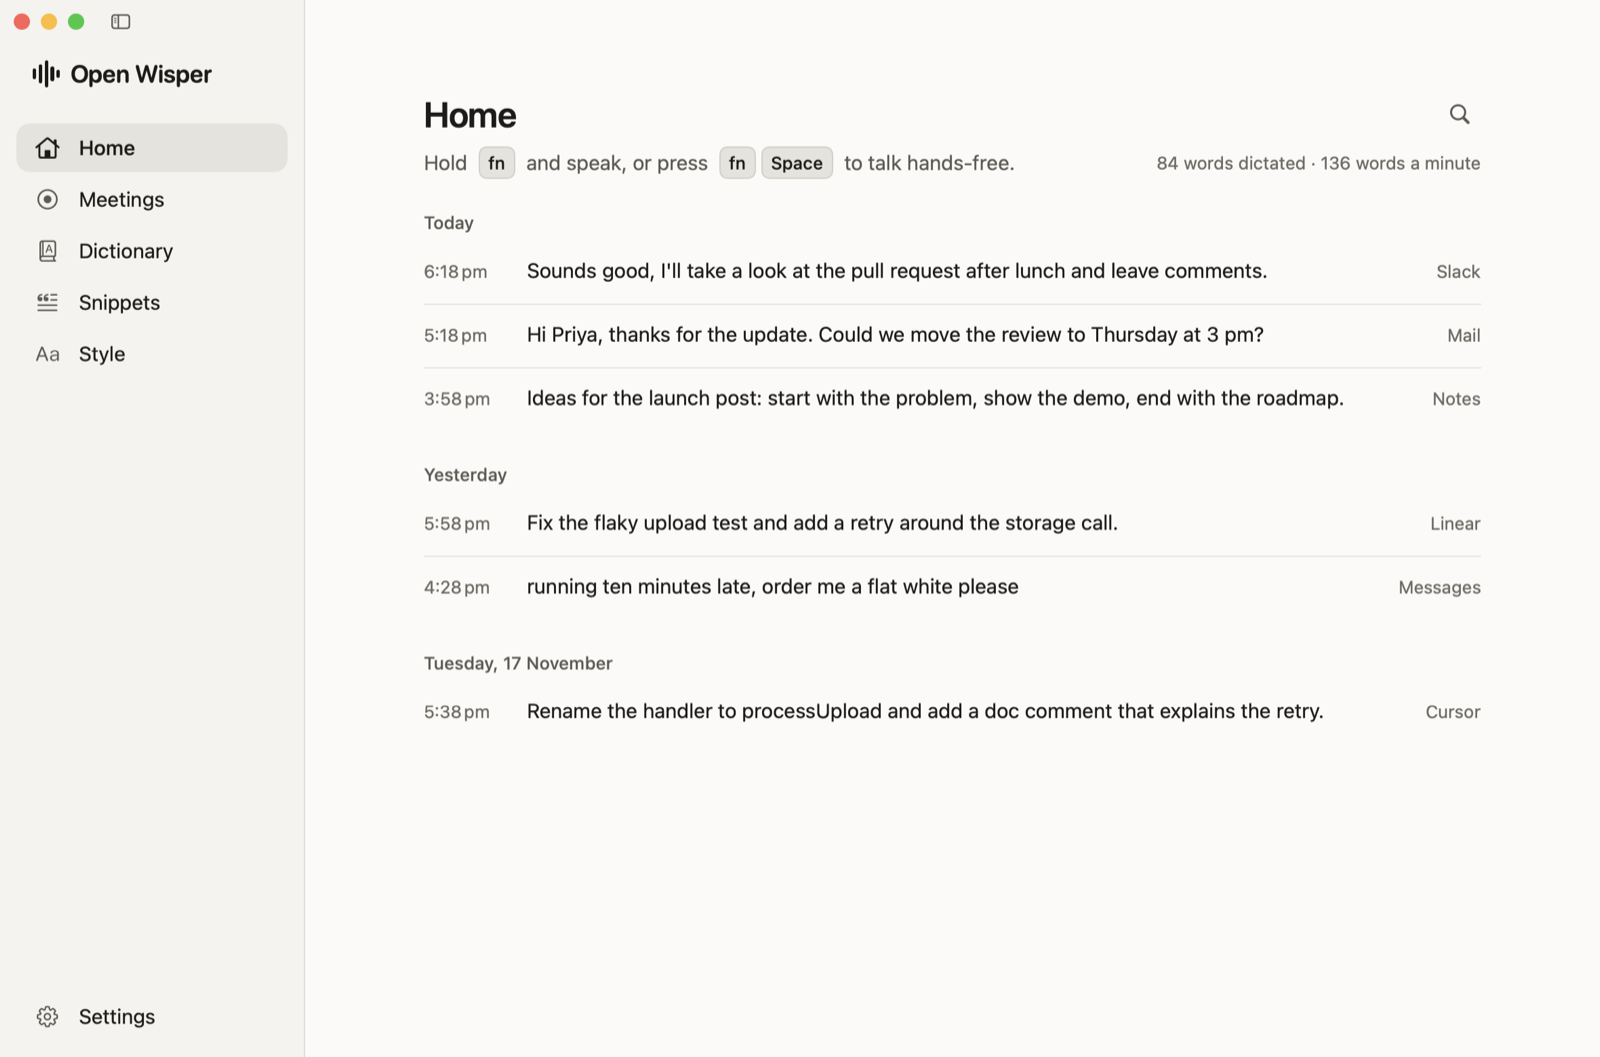 Open Wisper
Home
Meetings
Dictionary
Snippets
Aa Style
Settings
Home
Hold fn and speak, or press fn Space to talk hands-free.
84 words dictated · 136 words a minute
Today
6:18 pm Sounds good, I'll take a look at the pull request after lunch and leave comments. Slack
5:18 pm Hi Priya, thanks for the update. Could we move the review to Thursday at 3 pm? Mail
3:58 pm Ideas for the launch post: start with the problem, show the demo, end with the roadmap. Notes
Yesterday
5:58 pm Fix the flaky upload test and add a retry around the storage call. Linear
4:28 pm running ten minutes late, order me a flat white please Messages
Tuesday, 17 November
5:38 pm Rename the handler to processUpload and add a doc comment that explains the retry. Cursor